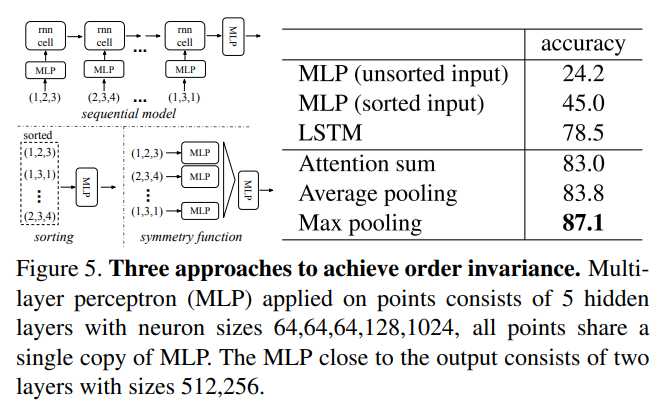 rnn cell
rnn cell
...
rnn cell
MLP
MLP
MLP
MLP
(1,2,3)
(2,3,4)
...
(1,3,1)
sequential model
sorted
(1,2,3)
(1,3,1)
(2,3,4)
MLP
sorting
(1,2,3)
MLP
(2,3,4)
MLP
(1,3,1)
MLP
MLP
symmetry function
accuracy
MLP (unsorted input) 24.2
MLP (sorted input) 45.0
LSTM 78.5
Attention sum 83.0
Average pooling 83.8
Max pooling 87.1
Figure 5. Three approaches to achieve order invariance. Multi-
layer perceptron (MLP) applied on points consists of 5 hidden
layers with neuron sizes 64,64,64,128,1024, all points share a
single copy of MLP. The MLP close to the output consists of two
layers with sizes 512,256.